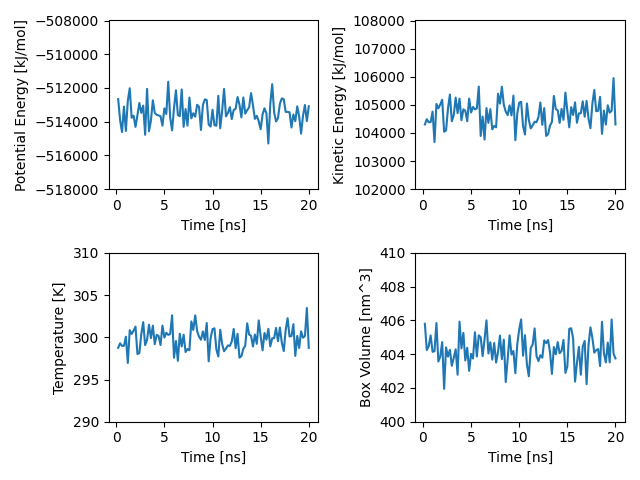 Potential Energy [kJ/mol]
−508000
−510000
−512000
−514000
−516000
−518000
0 5 10 15 20
Time [ns]
Kinetic Energy [kJ/mol]
108000
107000
106000
105000
104000
103000
102000
0 5 10 15 20
Time [ns]
Temperature [K]
310
305
300
295
290
0 5 10 15 20
Time [ns]
Box Volume [nm^3]
410
408
406
404
402
400
0 5 10 15 20
Time [ns]